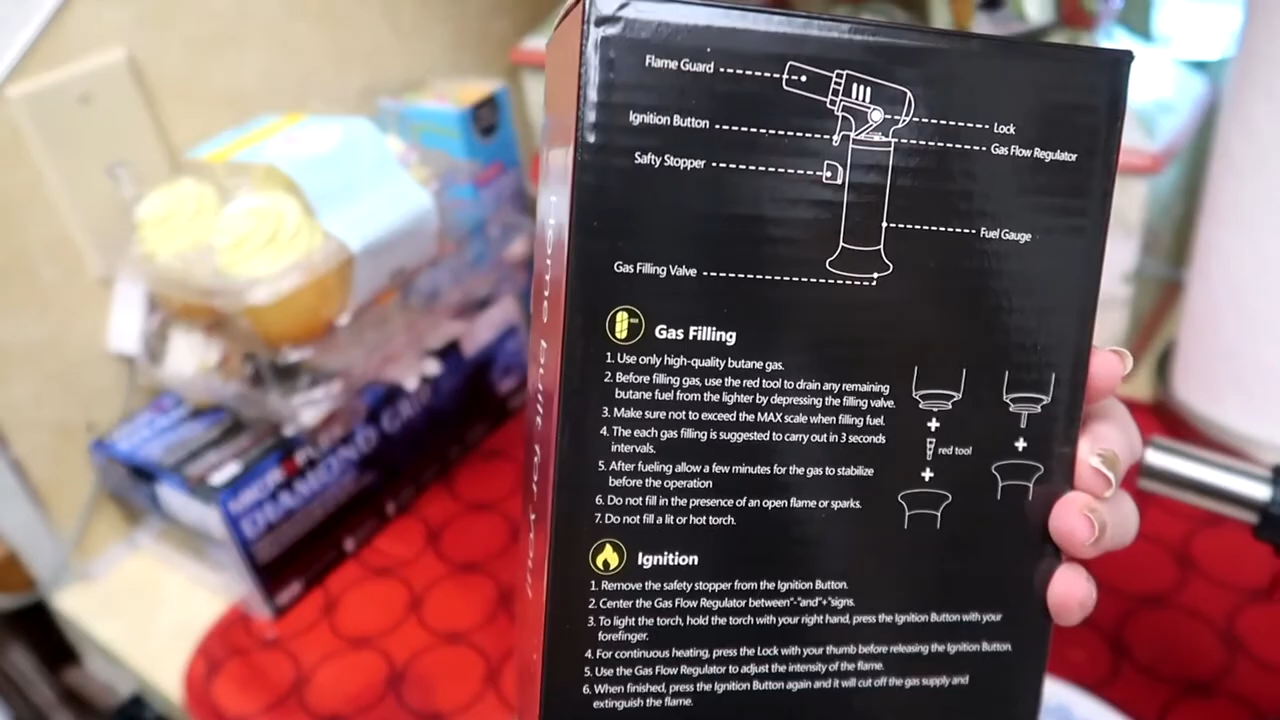 Flame Guard
Ignition Button
Safty Stopper
Lock
Gas Flow Regulator
Fuel Gauge
Gas Filling Valve
Gas Filling
1. Use only high-quality butane gas.
2. Before filling gas, use the red tool to drain any remaining
butane fuel from the lighter by depressing the filling valve.
3. Make sure not to exceed the MAX scale when filling fuel.
4. The each gas filling is suggested to carry out in 3 seconds
intervals.
5. After fueling allow a few minutes for the gas to stabilize
before the operation
6. Do not fill in the presence of an open flame or sparks.
7. Do not fill a lit or hot torch.
+
red tool
+
+
Ignition
1. Remove the safety stopper from the Ignition Button.
2. Center the Gas Flow Regulator between"-"and"+"signs.
3. To light the torch, hold the torch with your right hand, press the Ignition Button with your
forefinger.
4. For continuous heating, press the Lock with your thumb before releasing the Ignition Button.
5. Use the Gas Flow Regulator to adjust the intensity of the flame.
6. When finished, press the Ignition Button again and it will cut off the gas supply and
extinguish the flame.
Home built for you
DIAMOND GRIP